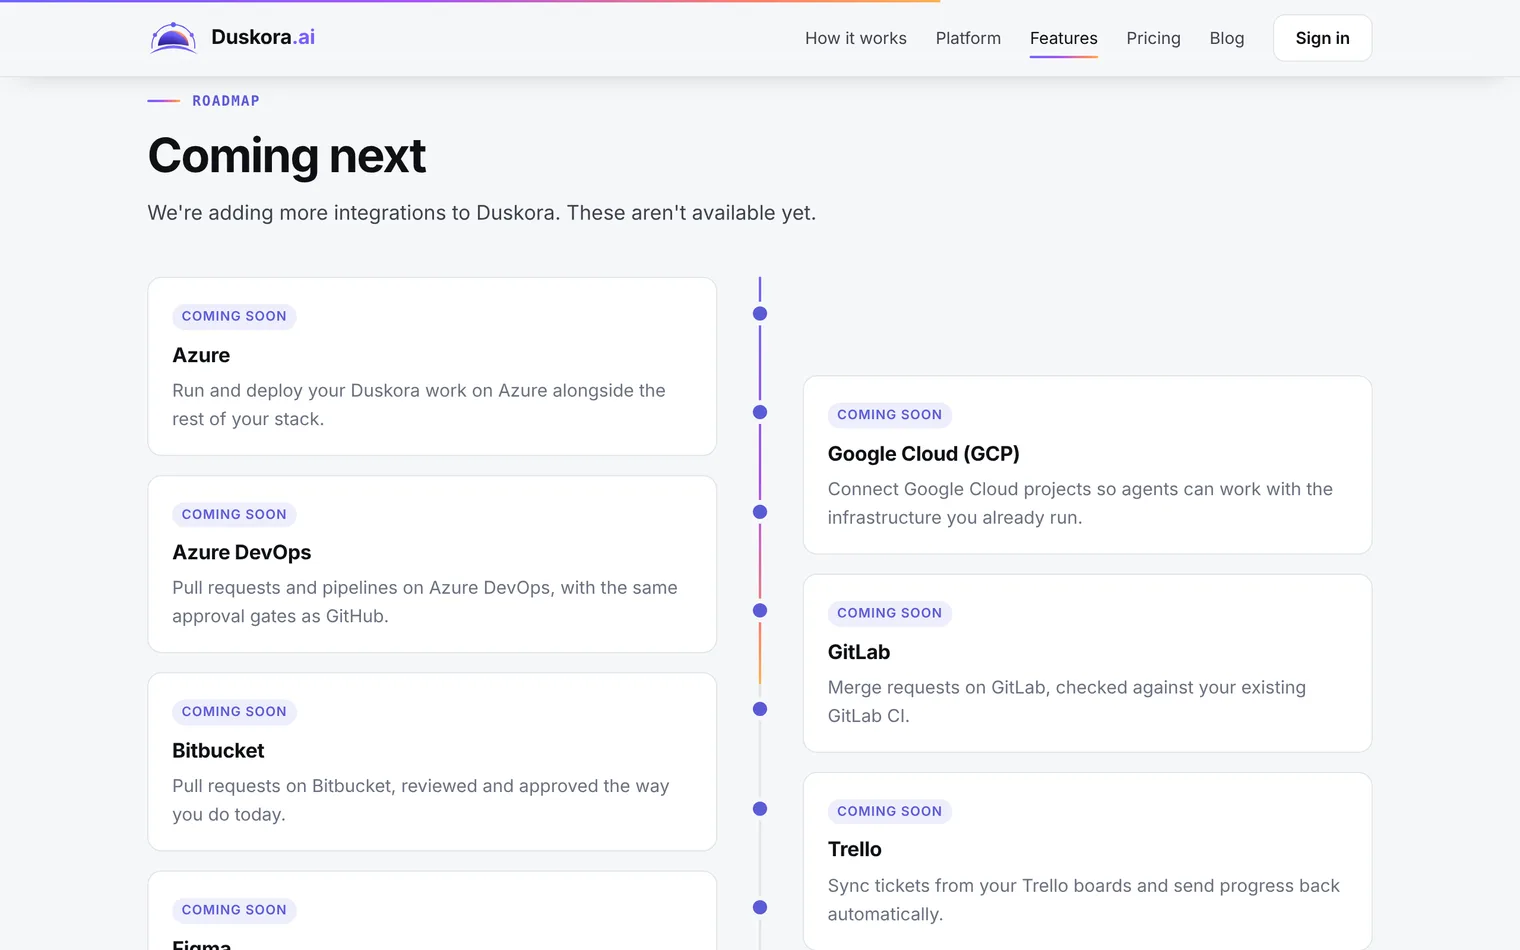 Duskora.ai
How it works
Platform
Features
Pricing
Blog
Sign in
ROADMAP
Coming next
We're adding more integrations to Duskora. These aren't available yet.
COMING SOON
Azure
Run and deploy your Duskora work on Azure alongside the
rest of your stack.
COMING SOON
Google Cloud (GCP)
Connect Google Cloud projects so agents can work with the
infrastructure you already run.
COMING SOON
Azure DevOps
Pull requests and pipelines on Azure DevOps, with the same
approval gates as GitHub.
COMING SOON
GitLab
Merge requests on GitLab, checked against your existing
GitLab CI.
COMING SOON
Bitbucket
Pull requests on Bitbucket, reviewed and approved the way
you do today.
COMING SOON
Trello
Sync tickets from your Trello boards and send progress back
automatically.
COMING SOON
Figma